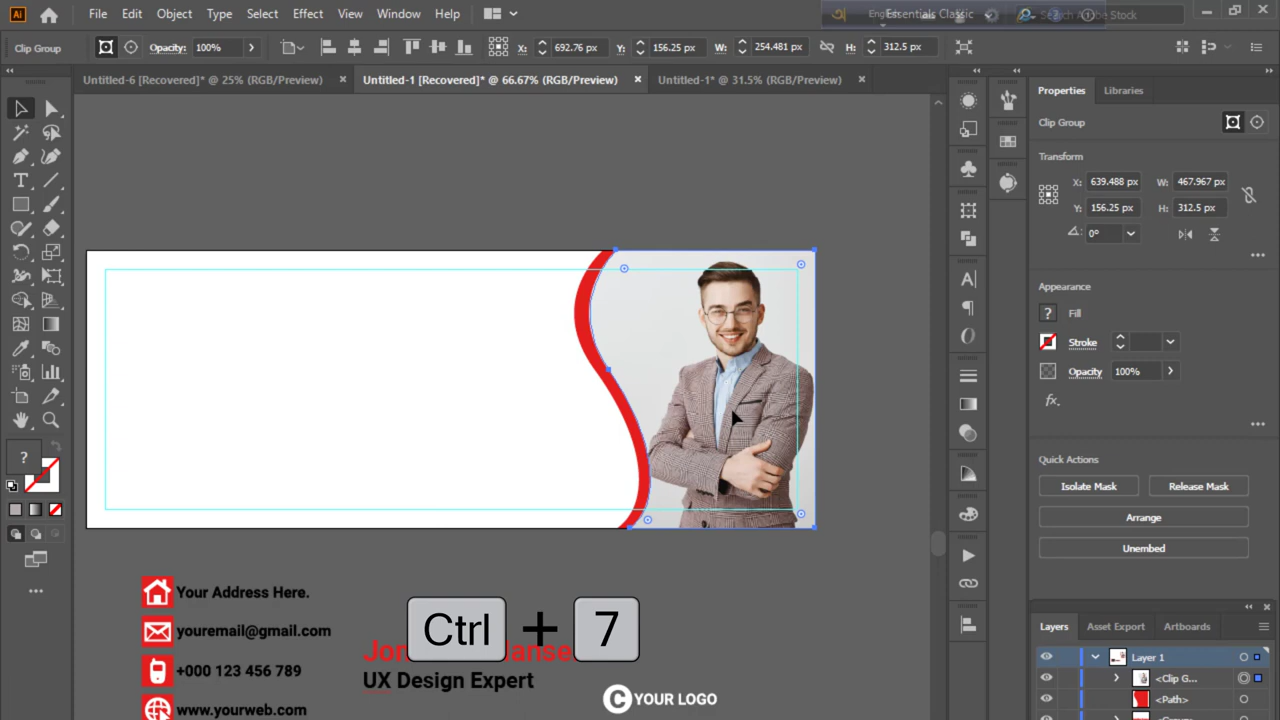 Ai File Edit Object Type Select Effect View Window Help Essentials Classic Search Adobe Stock
Clip Group Opacity: 100% X: 692.76 px Y: 156.25 px W: 254.481 px H: 312.5 px
Untitled-6 [Recovered]* @ 25% (RGB/Preview) Untitled-1 [Recovered]* @ 66.67% (RGB/Preview) Untitled-1* @ 31.5% (RGB/Preview)
Properties Libraries
Clip Group
Transform
X: 639.488 px W: 467.967 px
Y: 156.25 px H: 312.5 px
0°
Appearance
? Fill
Stroke
Opacity 100%
fx.
Quick Actions
Isolate Mask Release Mask
Arrange
Unembed
Layers Asset Export Artboards
Layer 1
<Clip G...
<Path>
Your Address Here.
youremail@gmail.com
+000 123 456 789
www.yourweb.com
UX Design Expert
C YOUR LOGO
Ctrl + 7